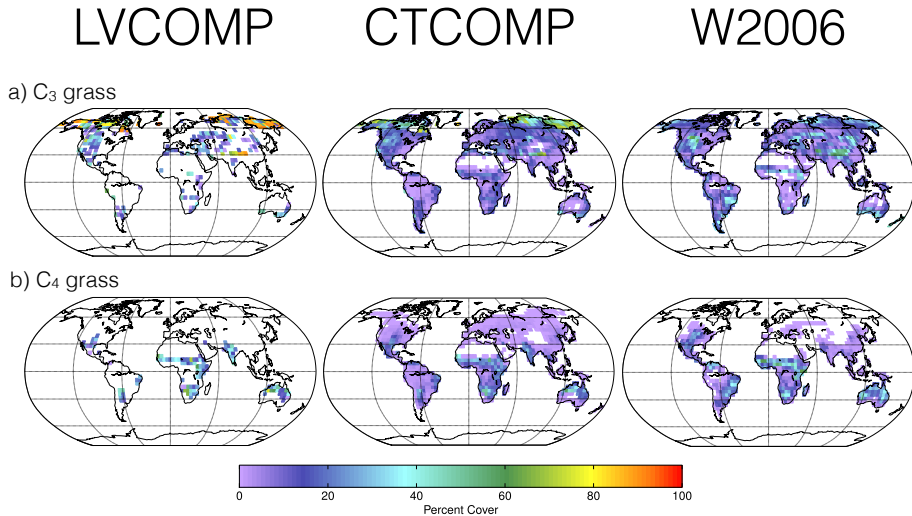 LVCOMP CTCOMP W2006
a) C₃ grass
b) C₄ grass
0 20 40 60 80 100
Percent Cover